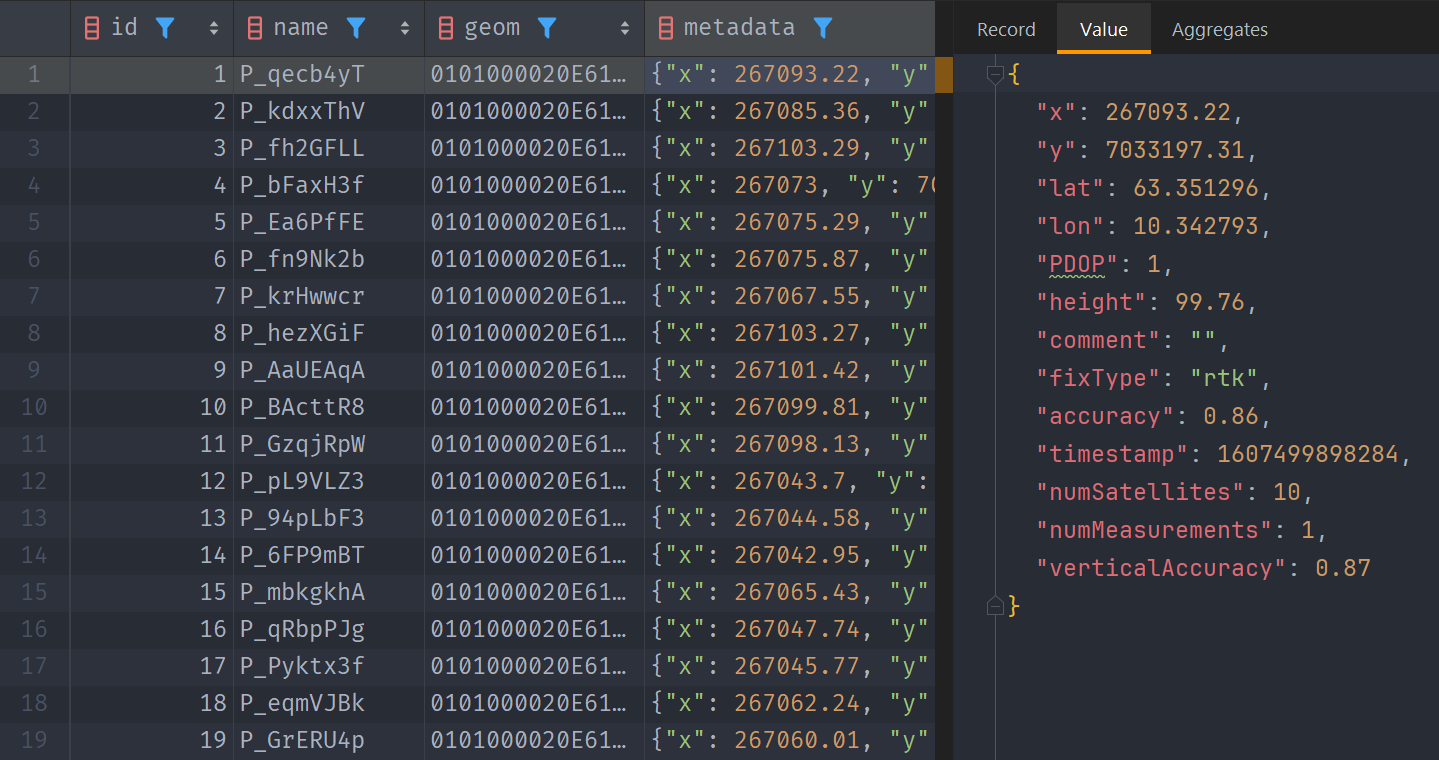 id name geom metadata
1 1 P_qecb4yT 0101000020E61… {"x": 267093.22, "y"
2 2 P_kdxxThV 0101000020E61… {"x": 267085.36, "y"
3 3 P_fh2GFLL 0101000020E61… {"x": 267103.29, "y"
4 4 P_bFaxH3f 0101000020E61… {"x": 267073, "y": 70
5 5 P_Ea6PfFE 0101000020E61… {"x": 267075.29, "y"
6 6 P_fn9Nk2b 0101000020E61… {"x": 267075.87, "y"
7 7 P_krHwwcr 0101000020E61… {"x": 267067.55, "y"
8 8 P_hezXGiF 0101000020E61… {"x": 267103.27, "y"
9 9 P_AaUEAqA 0101000020E61… {"x": 267101.42, "y"
10 10 P_BActtR8 0101000020E61… {"x": 267099.81, "y"
11 11 P_GzqjRpW 0101000020E61… {"x": 267098.13, "y"
12 12 P_pL9VLZ3 0101000020E61… {"x": 267043.7, "y":
13 13 P_94pLbF3 0101000020E61… {"x": 267044.58, "y"
14 14 P_6FP9mBT 0101000020E61… {"x": 267042.95, "y"
15 15 P_mbkgkhA 0101000020E61… {"x": 267065.43, "y"
16 16 P_qRbpPJg 0101000020E61… {"x": 267047.74, "y"
17 17 P_Pyktx3f 0101000020E61… {"x": 267045.77, "y"
18 18 P_eqmVJBk 0101000020E61… {"x": 267062.24, "y"
19 19 P_GrERU4p 0101000020E61… {"x": 267060.01, "y"
Record Value Aggregates
{
"x": 267093.22,
"y": 7033197.31,
"lat": 63.351296,
"lon": 10.342793,
"PDOP": 1,
"height": 99.76,
"comment": "",
"fixType": "rtk",
"accuracy": 0.86,
"timestamp": 1607499898284,
"numSatellites": 10,
"numMeasurements": 1,
"verticalAccuracy": 0.87
}